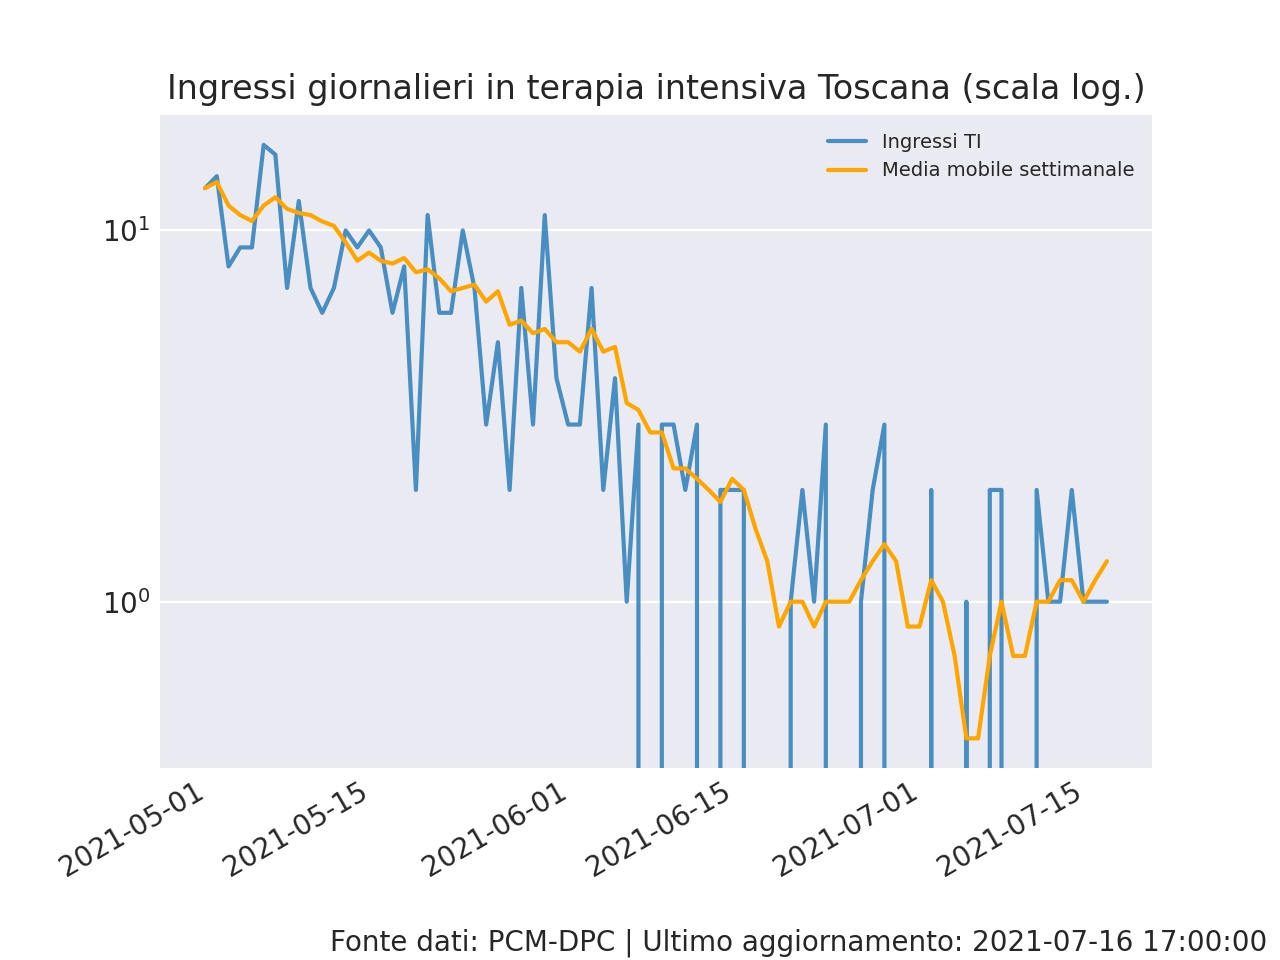 Ingressi giornalieri in terapia intensiva Toscana (scala log.)
Ingressi TI
Media mobile settimanale
10¹
10⁰
2021-05-01
2021-05-15
2021-06-01
2021-06-15
2021-07-01
2021-07-15
Fonte dati: PCM-DPC | Ultimo aggiornamento: 2021-07-16 17:00:00